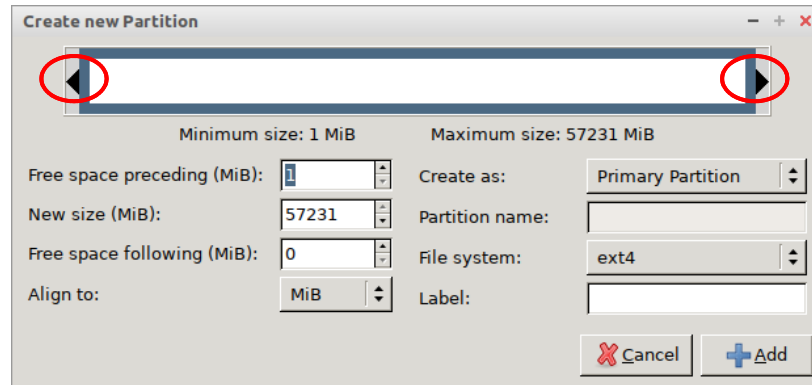 Create new Partition
Minimum size: 1 MiB Maximum size: 57231 MiB
Free space preceding (MiB): 1 Create as: Primary Partition
New size (MiB): 57231 Partition name:
Free space following (MiB): 0 File system: ext4
Align to: MiB Label:
Cancel Add